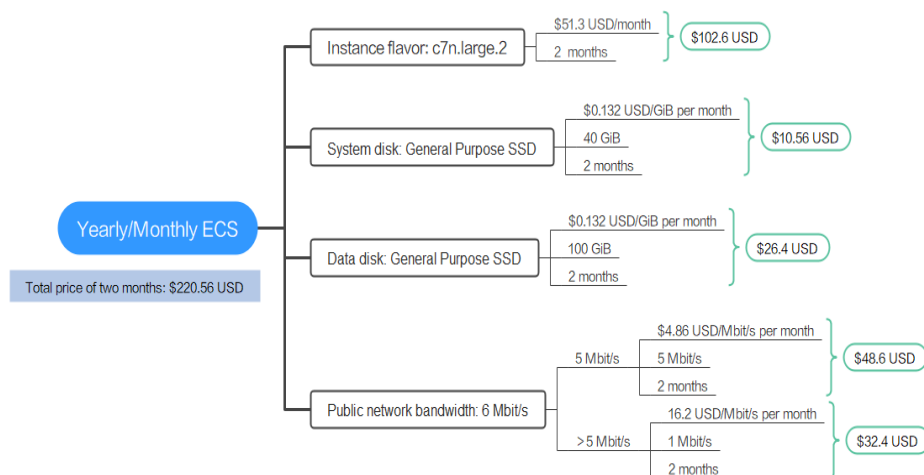 Yearly/Monthly ECS
Total price of two months: $220.56 USD
Instance flavor: c7n.large.2
$51.3 USD/month
2 months
$102.6 USD
System disk: General Purpose SSD
$0.132 USD/GiB per month
40 GiB
2 months
$10.56 USD
Data disk: General Purpose SSD
$0.132 USD/GiB per month
100 GiB
2 months
$26.4 USD
Public network bandwidth: 6 Mbit/s
5 Mbit/s
$4.86 USD/Mbit/s per month
5 Mbit/s
2 months
$48.6 USD
>5 Mbit/s
16.2 USD/Mbit/s per month
1 Mbit/s
2 months
$32.4 USD